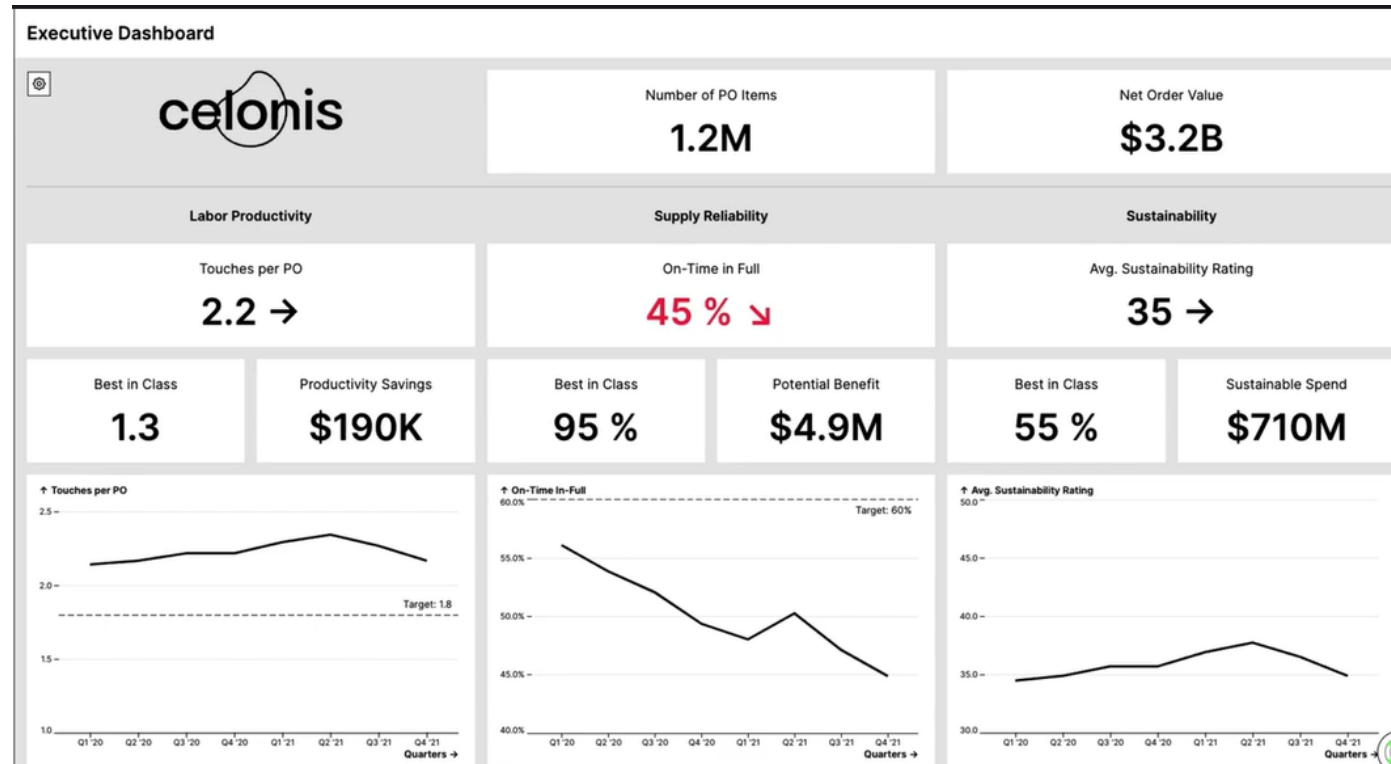 Executive Dashboard
celonis
Number of PO Items
1.2M
Net Order Value
$3.2B
Labor Productivity
Supply Reliability
Sustainability
Touches per PO
2.2 →
On-Time in Full
45 % ↘
Avg. Sustainability Rating
35 →
Best in Class
1.3
Productivity Savings
$190K
Best in Class
95 %
Potential Benefit
$4.9M
Best in Class
55 %
Sustainable Spend
$710M
↑ Touches per PO
2.5
2.0
Target: 1.8
1.5
1.0
Q1 '20 Q2 '20 Q3 '20 Q4 '20 Q1 '21 Q2 '21 Q3 '21 Q4 '21
Quarters →
↑ On-Time In-Full
60.0%
Target: 60%
55.0%
50.0%
45.0%
40.0%
Q1 '20 Q2 '20 Q3 '20 Q4 '20 Q1 '21 Q2 '21 Q3 '21 Q4 '21
Quarters →
↑ Avg. Sustainability Rating
50.0
45.0
40.0
35.0
30.0
Q1 '20 Q2 '20 Q3 '20 Q4 '20 Q1 '21 Q2 '21 Q3 '21 Q4 '21
Quarters →